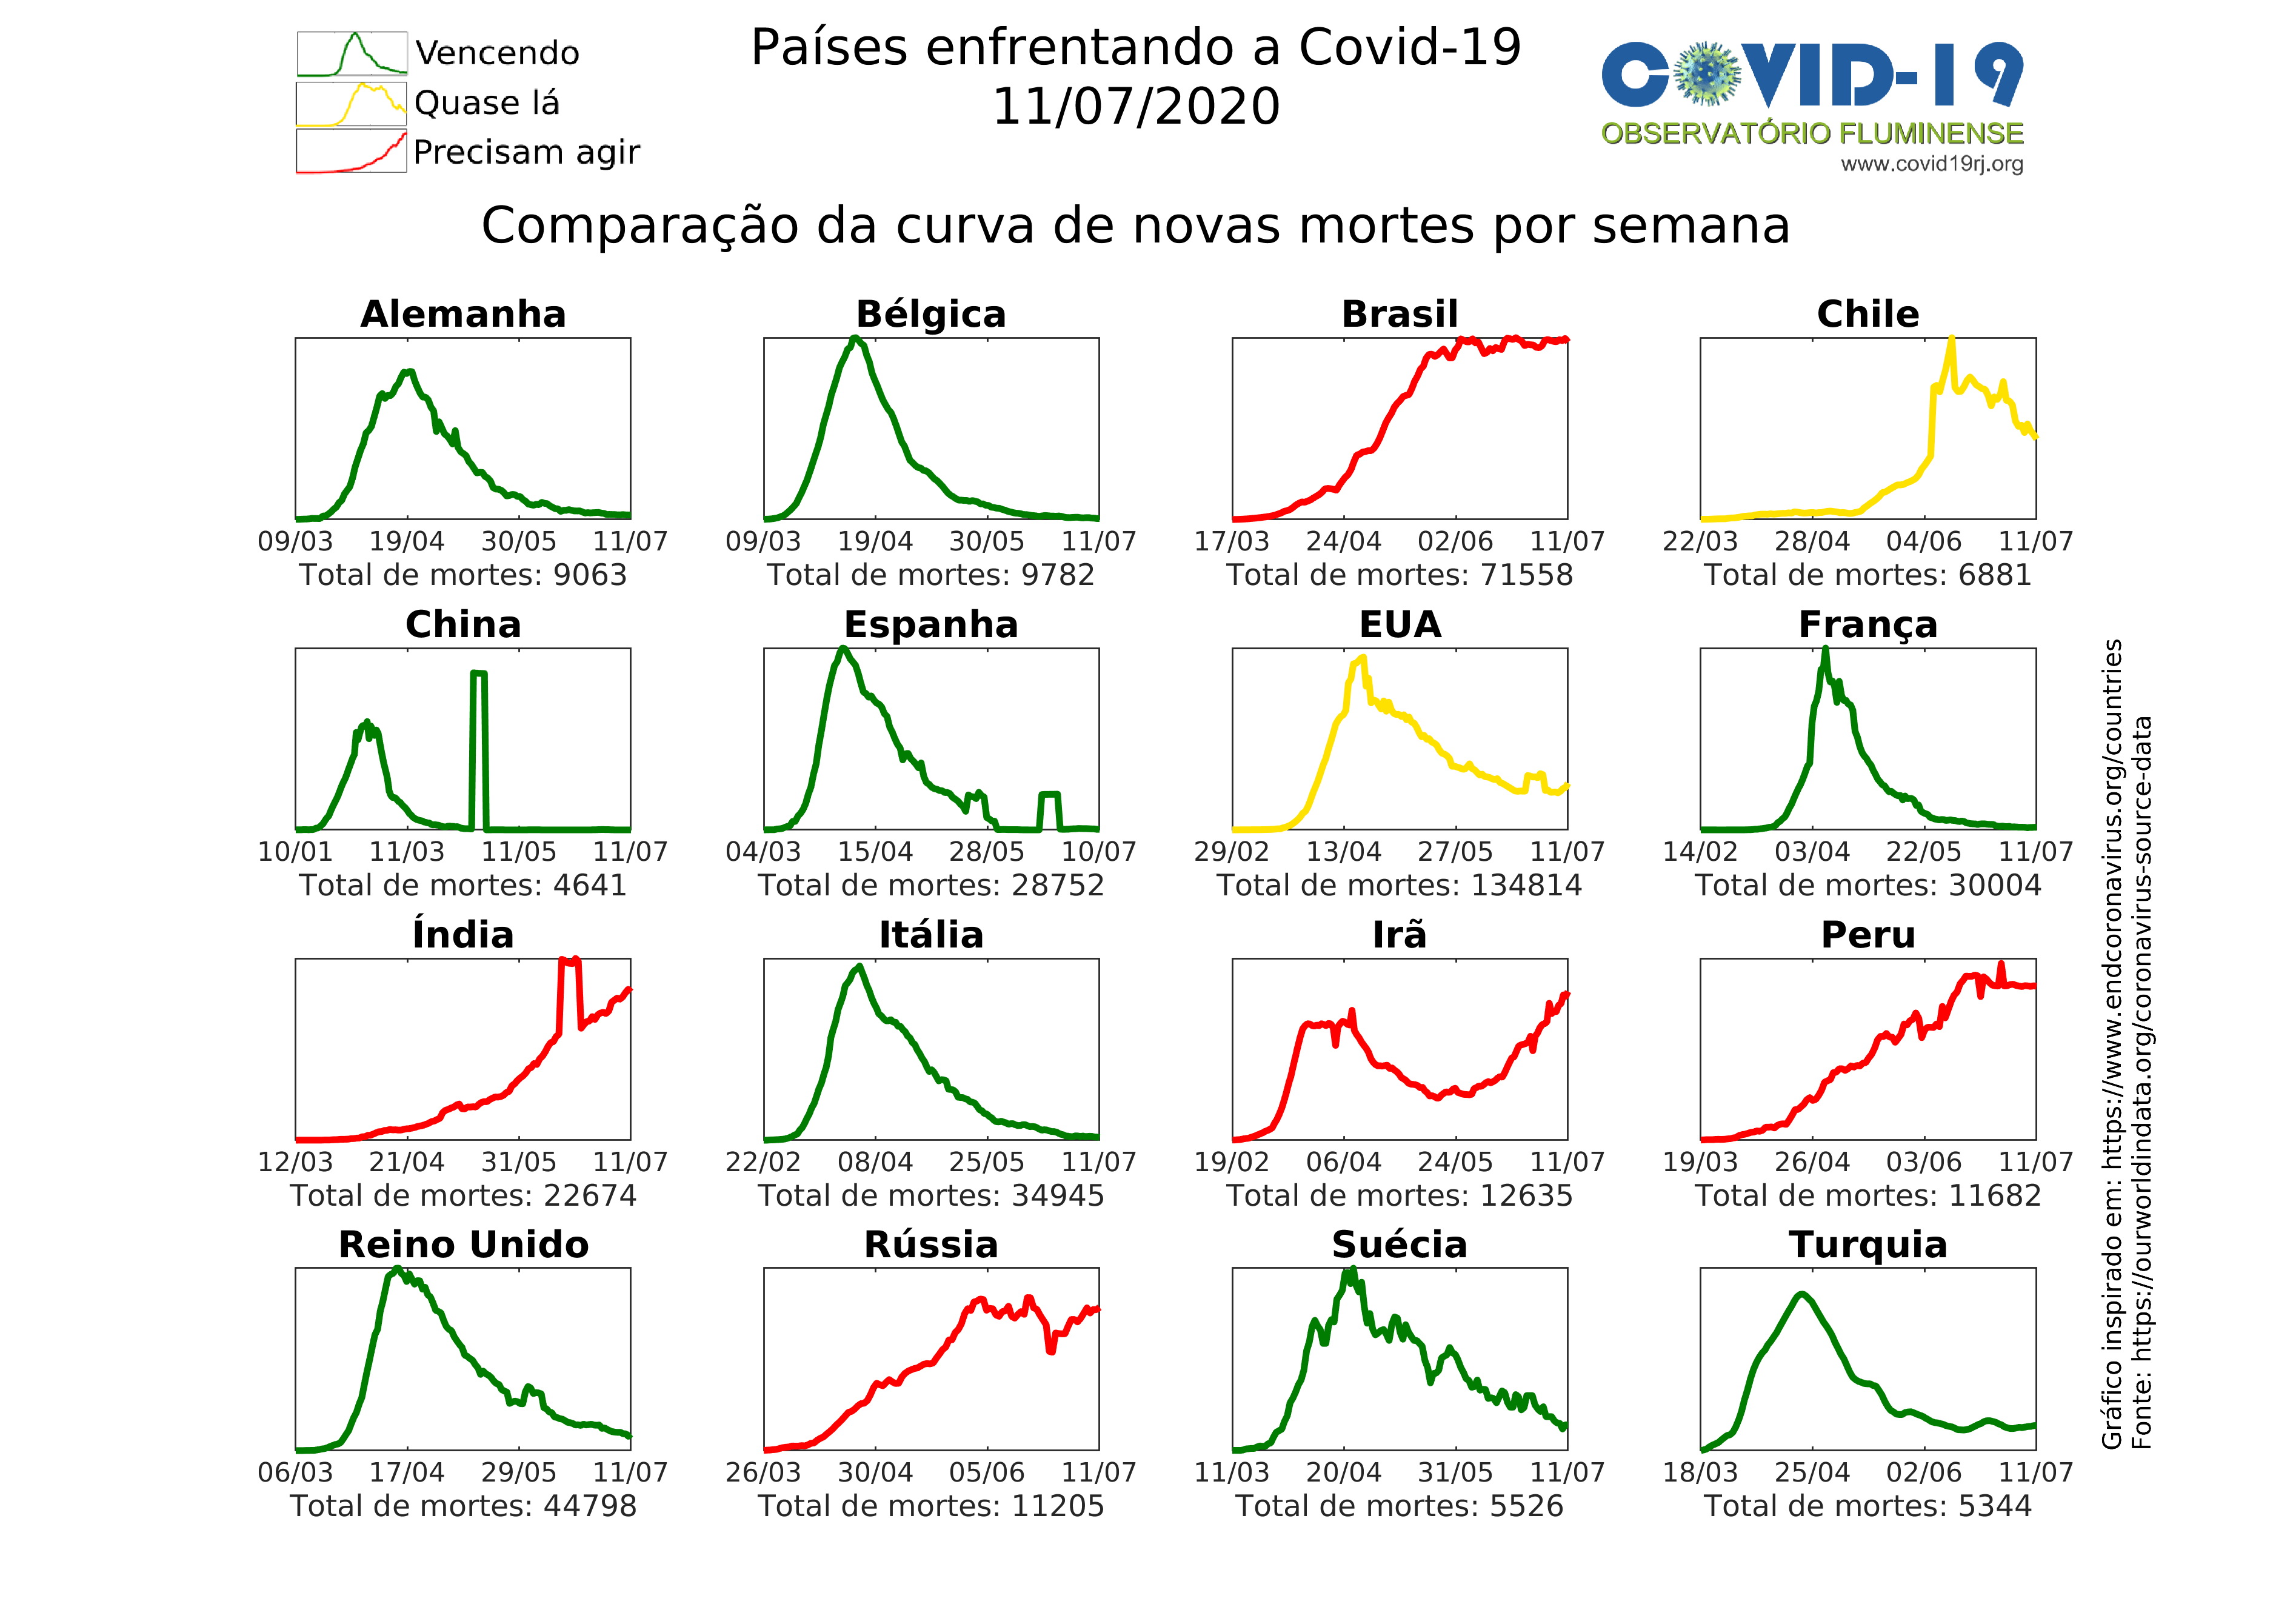 Vencendo
Quase lá
Precisam agir
Países enfrentando a Covid-19
11/07/2020
COVID-19
OBSERVATÓRIO FLUMINENSE
www.covid19rj.org
Comparação da curva de novas mortes por semana
Alemanha
09/03 19/04 30/05 11/07
Total de mortes: 9063
Bélgica
09/03 19/04 30/05 11/07
Total de mortes: 9782
Brasil
17/03 24/04 02/06 11/07
Total de mortes: 71558
Chile
22/03 28/04 04/06 11/07
Total de mortes: 6881
China
10/01 11/03 11/05 11/07
Total de mortes: 4641
Espanha
04/03 15/04 28/05 10/07
Total de mortes: 28752
EUA
29/02 13/04 27/05 11/07
Total de mortes: 134814
França
14/02 03/04 22/05 11/07
Total de mortes: 30004
Índia
12/03 21/04 31/05 11/07
Total de mortes: 22674
Itália
22/02 08/04 25/05 11/07
Total de mortes: 34945
Irã
19/02 06/04 24/05 11/07
Total de mortes: 12635
Peru
19/03 26/04 03/06 11/07
Total de mortes: 11682
Reino Unido
06/03 17/04 29/05 11/07
Total de mortes: 44798
Rússia
26/03 30/04 05/06 11/07
Total de mortes: 11205
Suécia
11/03 20/04 31/05 11/07
Total de mortes: 5526
Turquia
18/03 25/04 02/06 11/07
Total de mortes: 5344
Gráfico inspirado em: https://www.endcoronavirus.org/countries
Fonte: https://ourworldindata.org/coronavirus-source-data